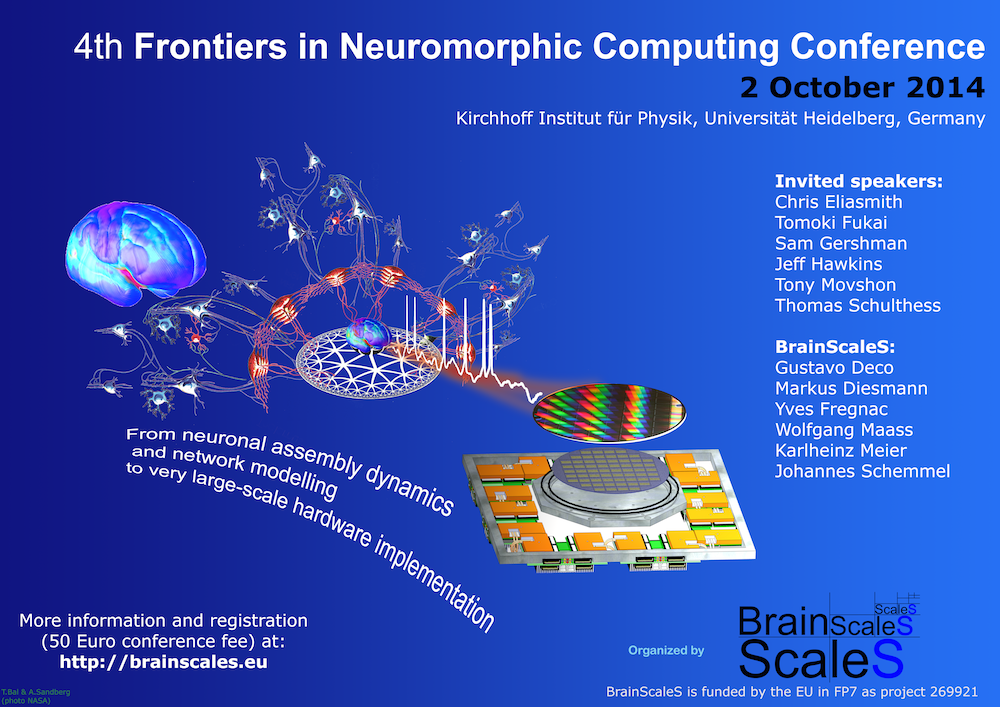 4th Frontiers in Neuromorphic Computing Conference
2 October 2014
Kirchhoff Institut für Physik, Universität Heidelberg, Germany
Invited speakers:
Chris Eliasmith
Tomoki Fukai
Sam Gershman
Jeff Hawkins
Tony Movshon
Thomas Schulthess
BrainScaleS:
Gustavo Deco
Markus Diesmann
Yves Fregnac
Wolfgang Maass
Karlheinz Meier
Johannes Schemmel
From neuronal assembly dynamics
and network modelling
to very large-scale hardware implementation
More information and registration
(50 Euro conference fee) at:
http://brainscales.eu
Organized by
ScaleS
BrainScaleS
ScaleS
BrainScaleS is funded by the EU in FP7 as project 269921
T.Bal & A.Sandberg
(photo NASA)